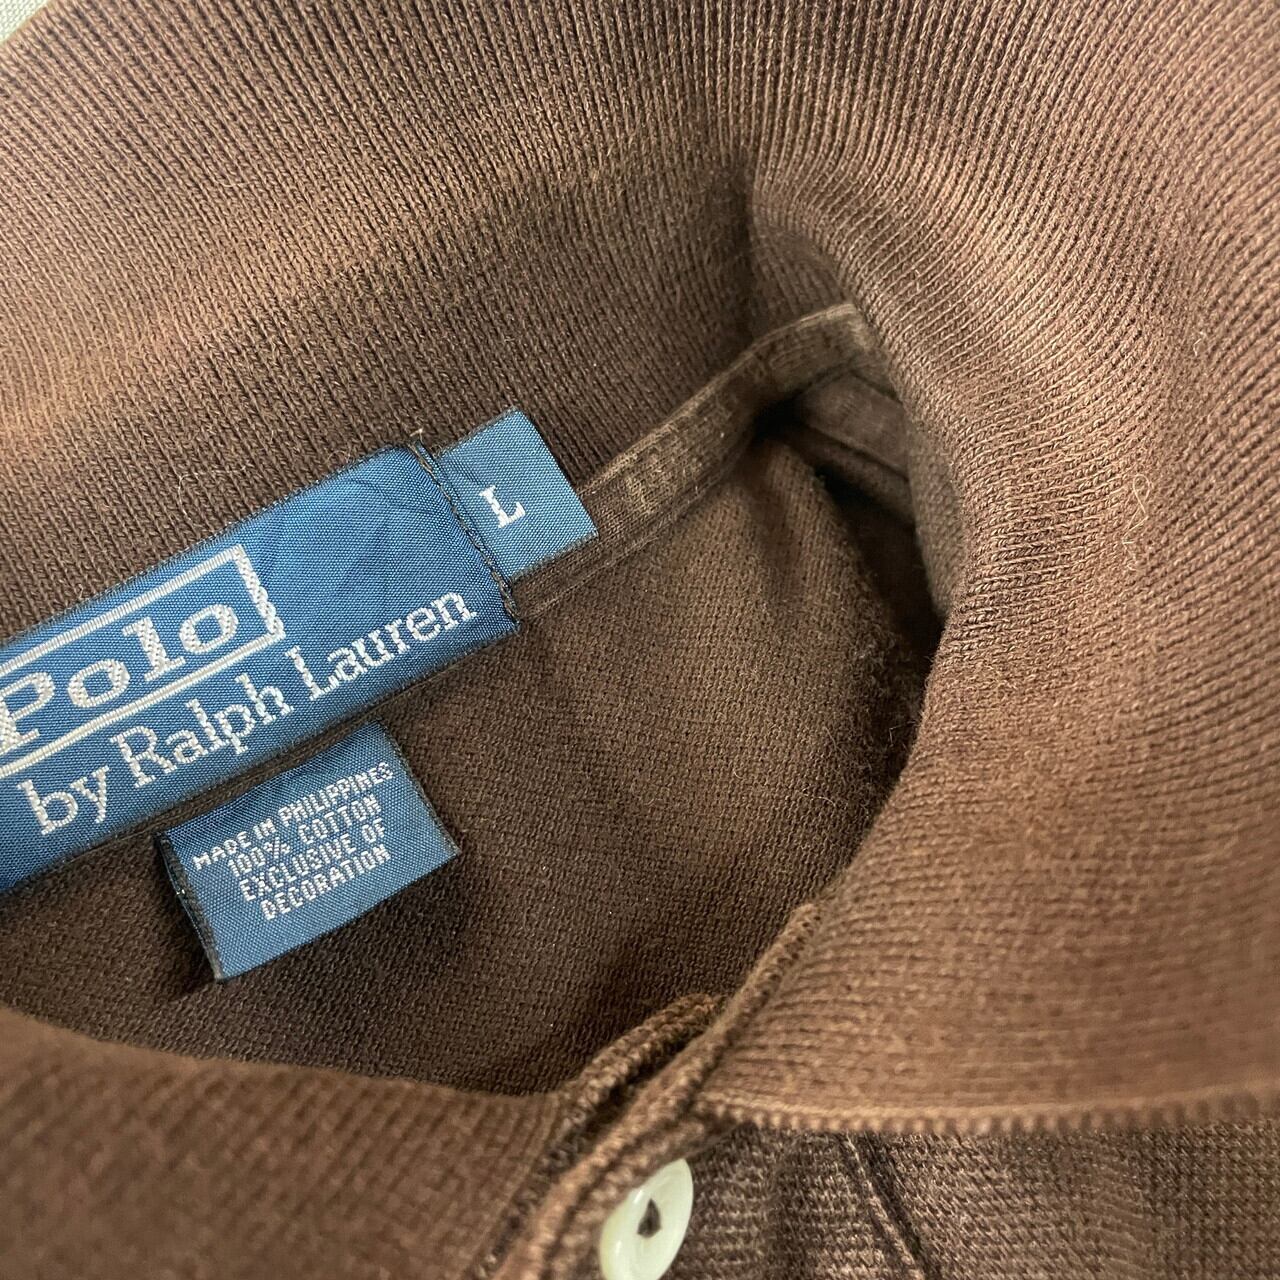 L
Polo
by Ralph Lauren
MADE IN PHILIPPINES
100% COTTON
EXCLUSIVE OF
DECORATION